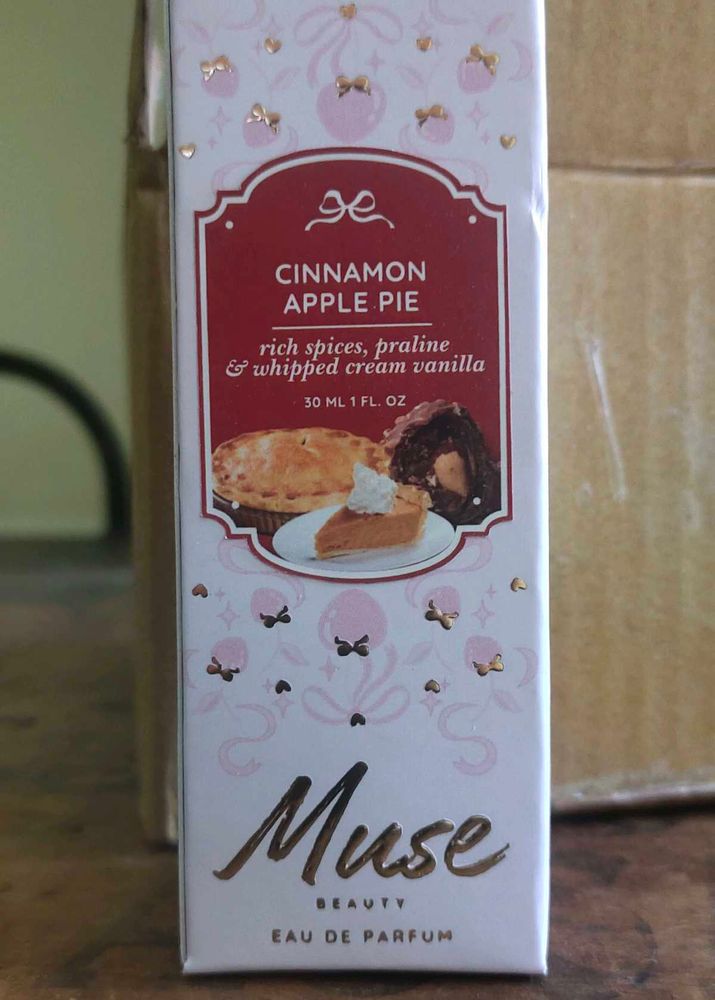 CINNAMON
APPLE PIE
rich spices, praline
& whipped cream vanilla
30 ML 1 FL. OZ
Muse
BEAUTY
EAU DE PARFUM